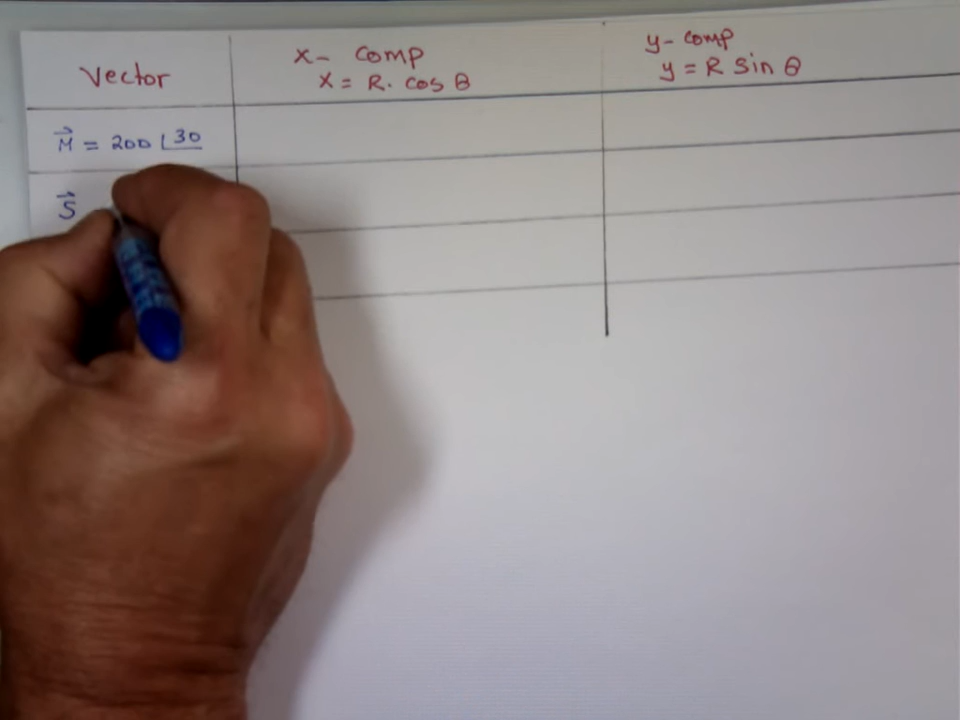 Vector
x- comp
x = R. cos θ
y- comp
y = R sin θ
M⃗ = 200 ∠30
S⃗